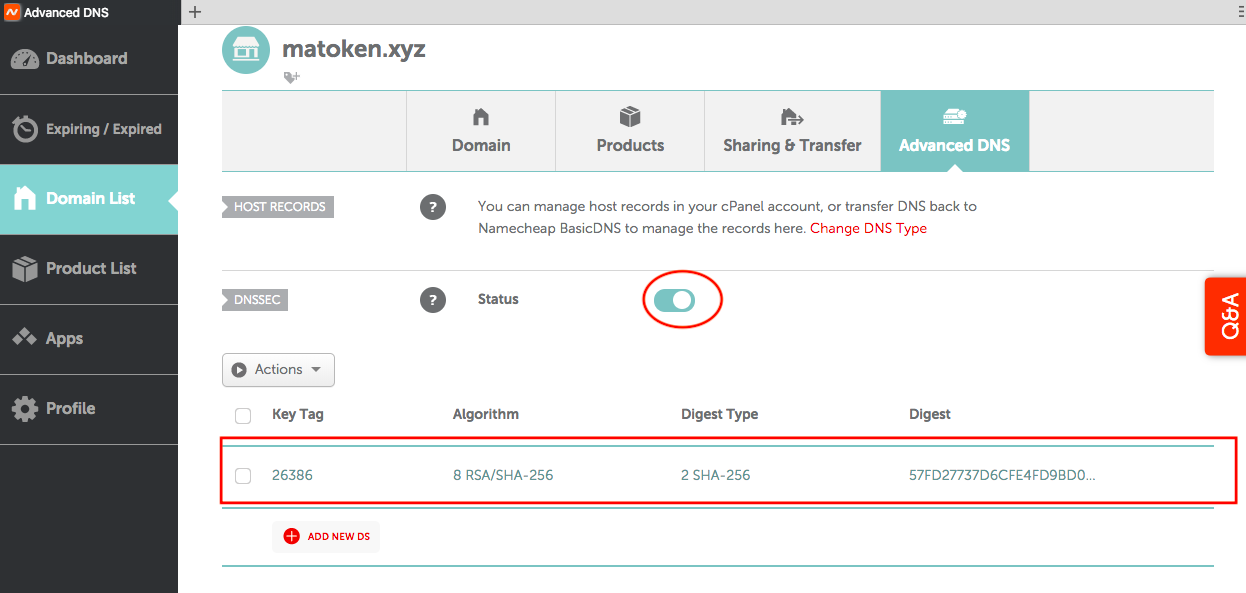 Advanced DNS
Dashboard
Expiring / Expired
Domain List
Product List
Apps
Profile
matoken.xyz
Domain
Products
Sharing & Transfer
Advanced DNS
HOST RECORDS
?
You can manage host records in your cPanel account, or transfer DNS back to
Namecheap BasicDNS to manage the records here. Change DNS Type
DNSSEC
?
Status
Q&A
Actions
Key Tag Algorithm Digest Type Digest
26386 8 RSA/SHA-256 2 SHA-256 57FD27737D6CFE4FD9BD0...
ADD NEW DS